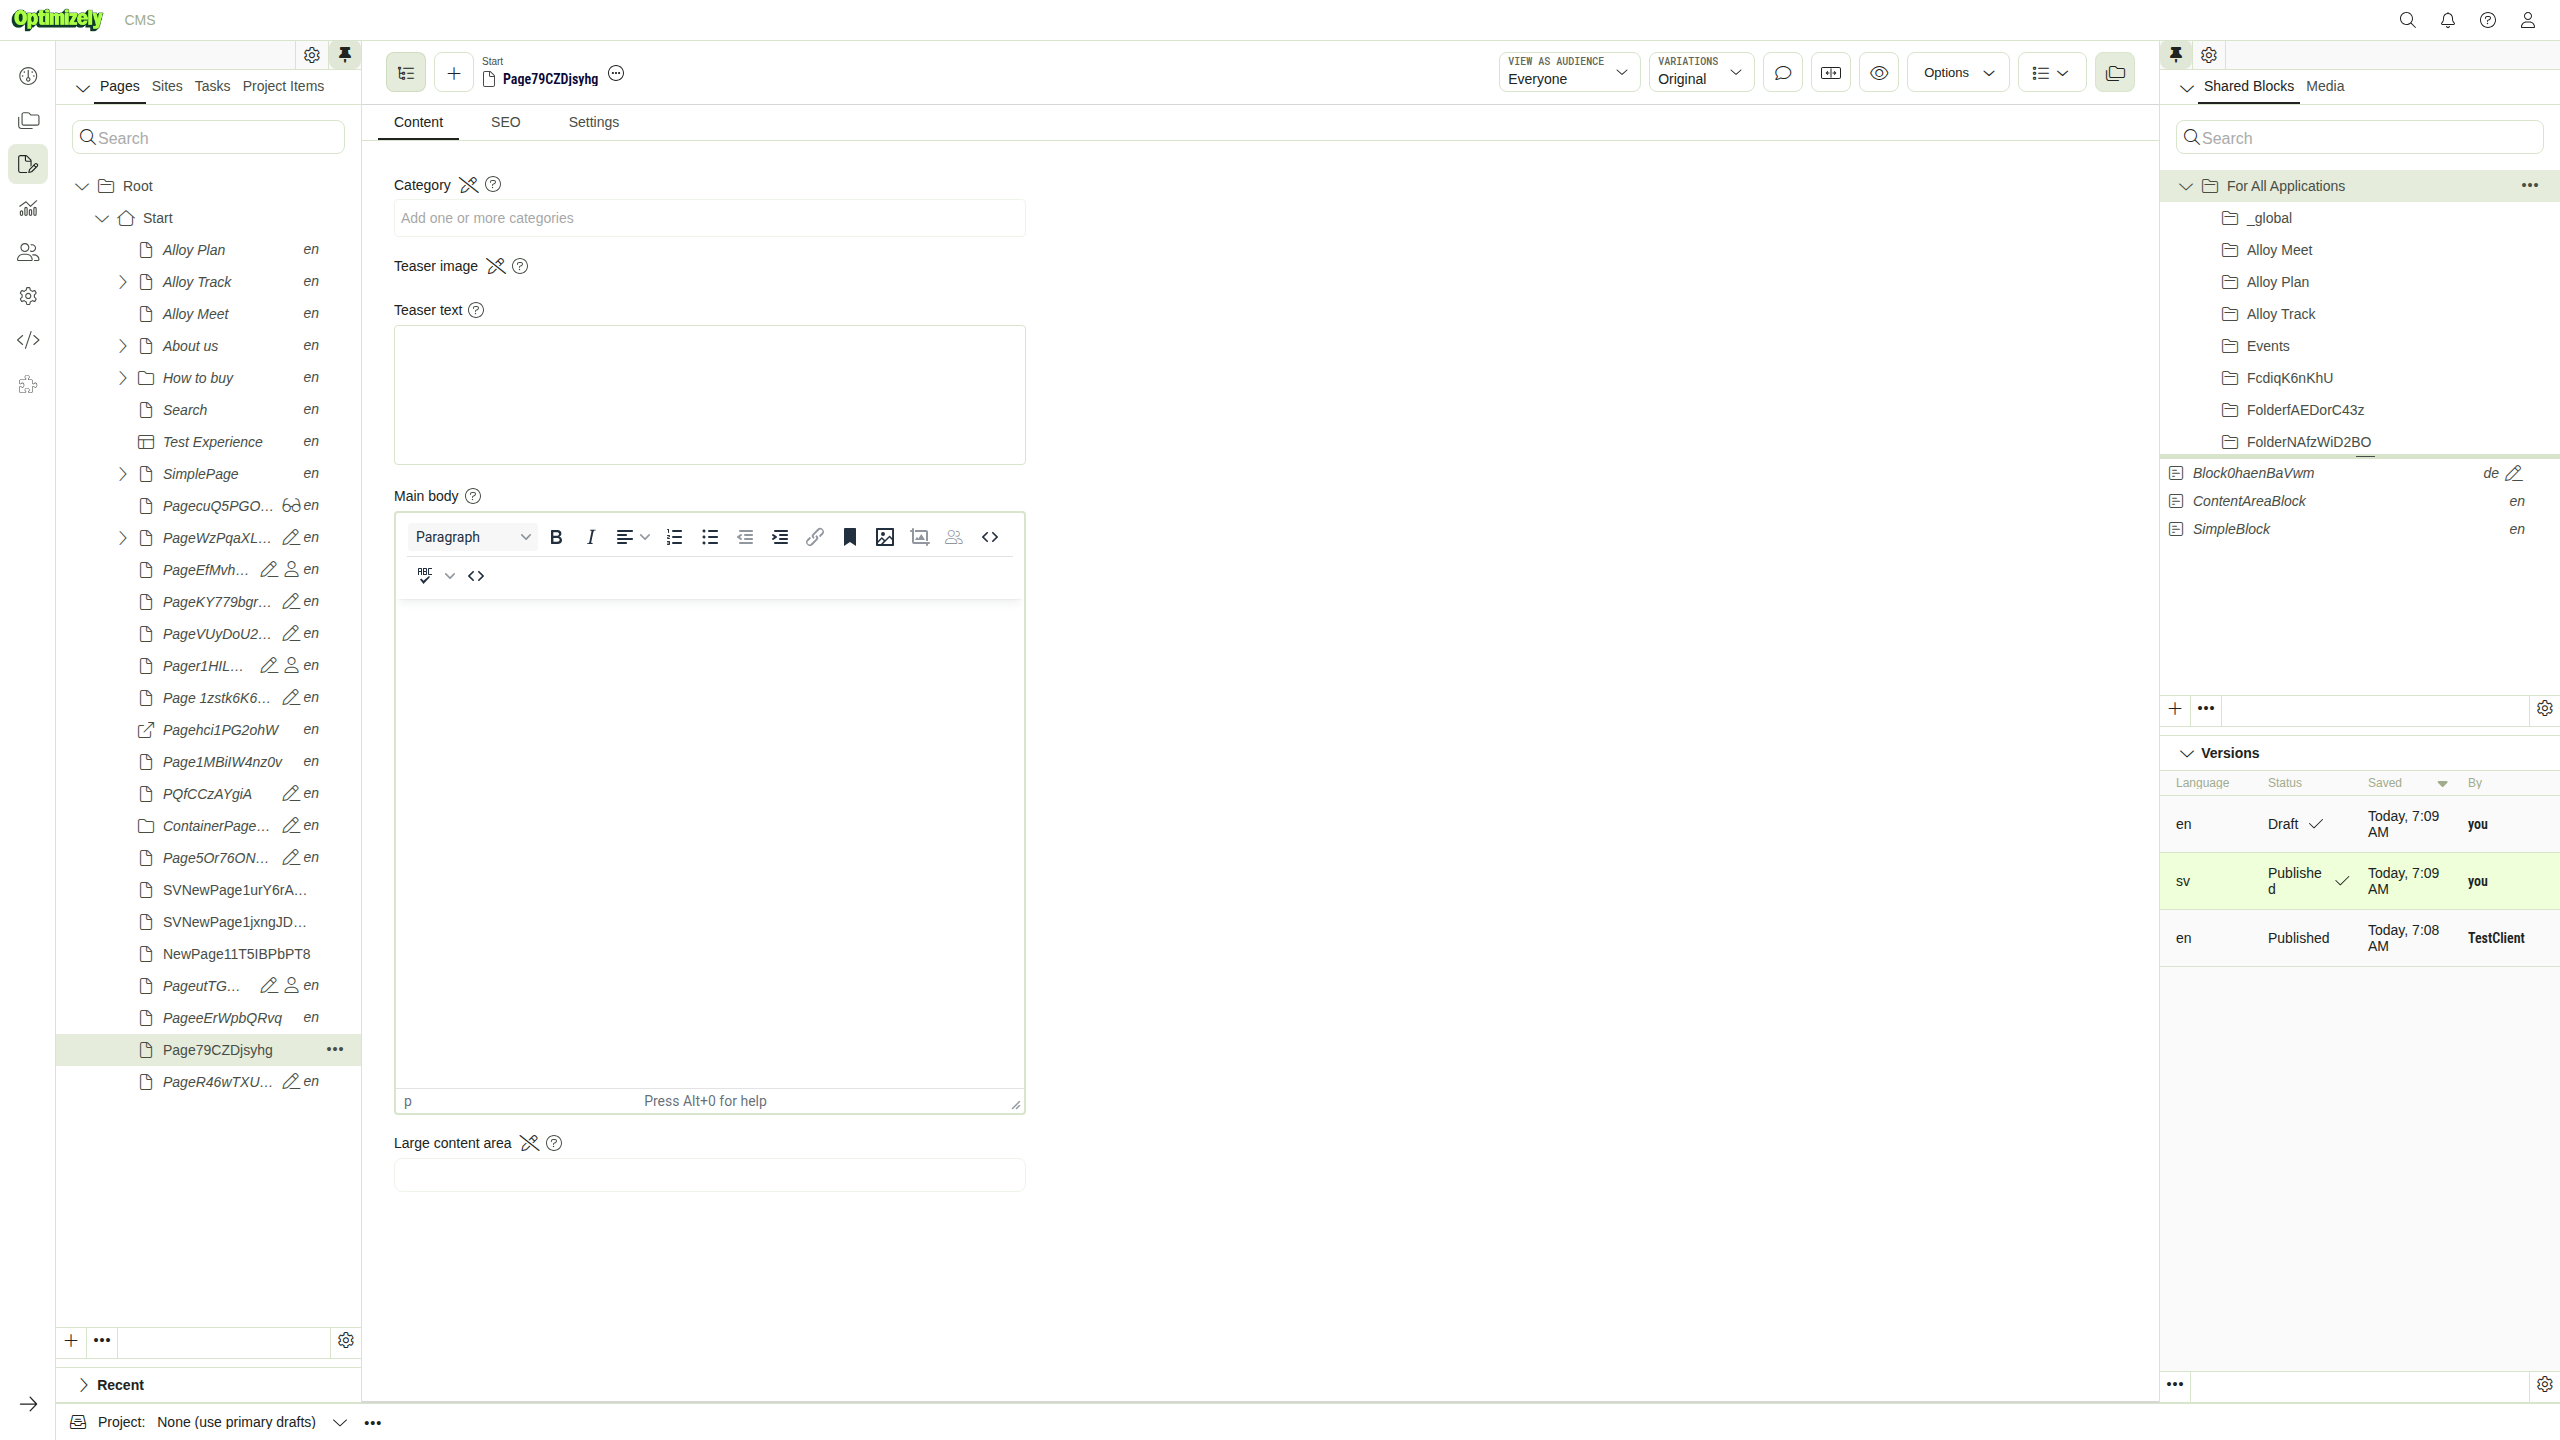 Optimizely CMS
Pages Sites Tasks Project Items
Search
Root
Start
Alloy Plan en
Alloy Track en
Alloy Meet en
About us en
How to buy en
Search en
Test Experience en
SimplePage en
PagecuQ5PGO... en
PageWzPqaXL... en
PageEfMvh... en
PageKY779bgr... en
PageVUyDoU2... en
Pager1HIL... en
Page 1zstk6K6... en
Pagehci1PG2ohW en
Page1MBiIW4nz0v en
PQfCCzAYgiA en
ContainerPage... en
Page5Or76ON... en
SVNewPage1urY6rA...
SVNewPage1jxngJD...
NewPage11T5IBPbPT8
PageutTG... en
PageeErWpbQRvq en
Page79CZDjsyhg
PageR46wTXU... en
Recent
Project: None (use primary drafts)
Start
Page79CZDjsyhg
VIEW AS AUDIENCE
Everyone
VARIATIONS
Original
Options
Content SEO Settings
Category
Add one or more categories
Teaser image
Teaser text
Main body
Paragraph
ABC
p Press Alt+0 for help
Large content area
Shared Blocks Media
Search
For All Applications
_global
Alloy Meet
Alloy Plan
Alloy Track
Events
FcdiqK6nKhU
FolderfAEDorC43z
FolderNAfzWiD2BO
Block0haenBaVwm de
ContentAreaBlock en
SimpleBlock en
Versions
Language Status Saved By
en Draft Today, 7:09 AM you
sv Published Today, 7:09 AM you
en Published Today, 7:08 AM TestClient